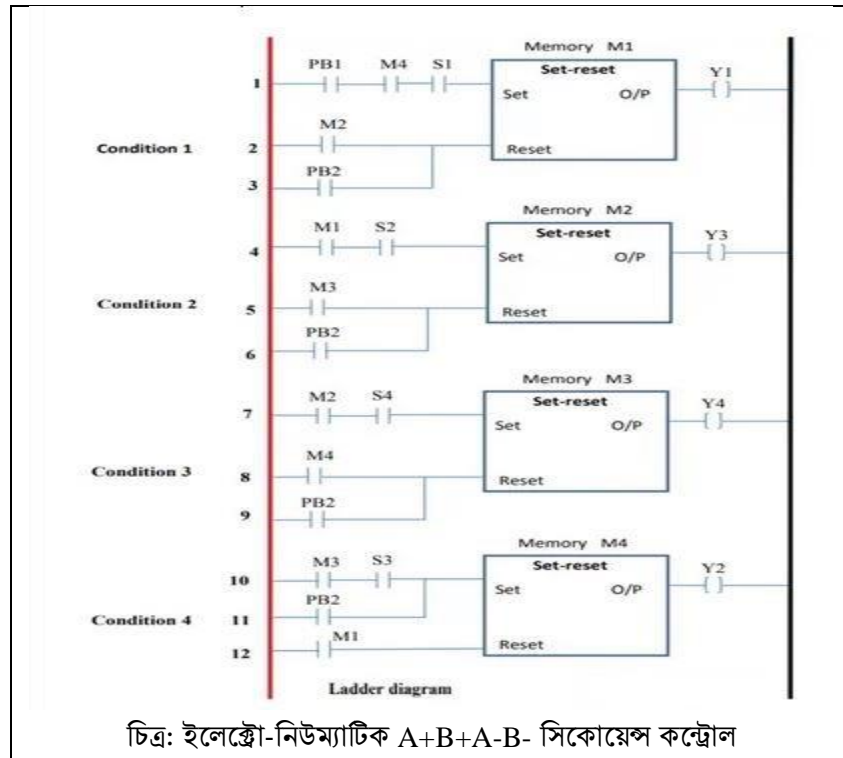 Memory M1
PB1 M4 S1
Set-reset
Y1
1
Set O/P
M2
Condition 1
2
Reset
PB2
3
Memory M2
M1 S2
Set-reset
Y3
4
Set O/P
M3
Condition 2
5
Reset
PB2
6
Memory M3
M2 S4
Set-reset
Y4
7
Set O/P
M4
Condition 3
8
Reset
PB2
9
Memory M4
M3 S3
Set-reset
Y2
10
Set O/P
PB2
Condition 4
11
M1
12
Reset
Ladder diagram
চিত্র: ইলেক্ট্রো-নিউম্যাটিক A+B+A-B- সিকোয়েন্স কন্ট্রোল